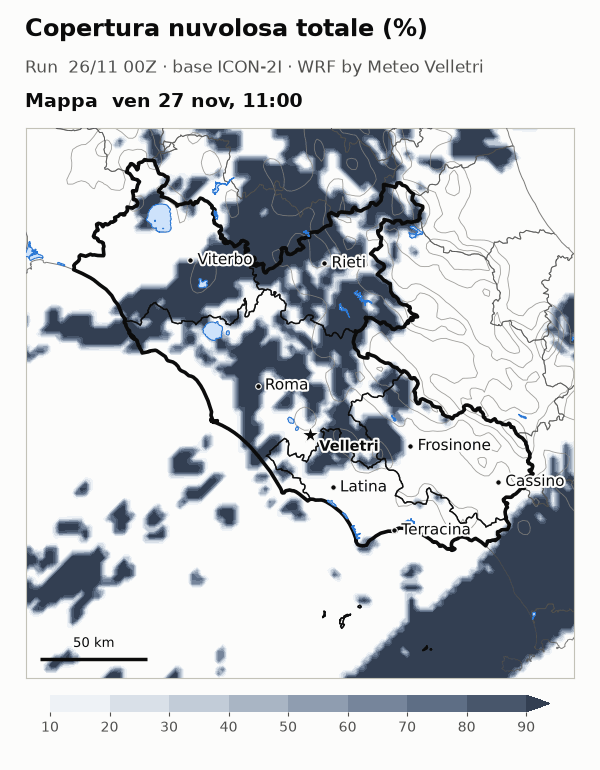 Copertura nuvolosa totale (%)
Run 26/11 00Z · base ICON-2I · WRF by Meteo Velletri
Mappa ven 27 nov, 11:00
Viterbo
Rieti
Roma
Velletri
Frosinone
Cassino
Latina
Terracina
50 km
10 20 30 40 50 60 70 80 90